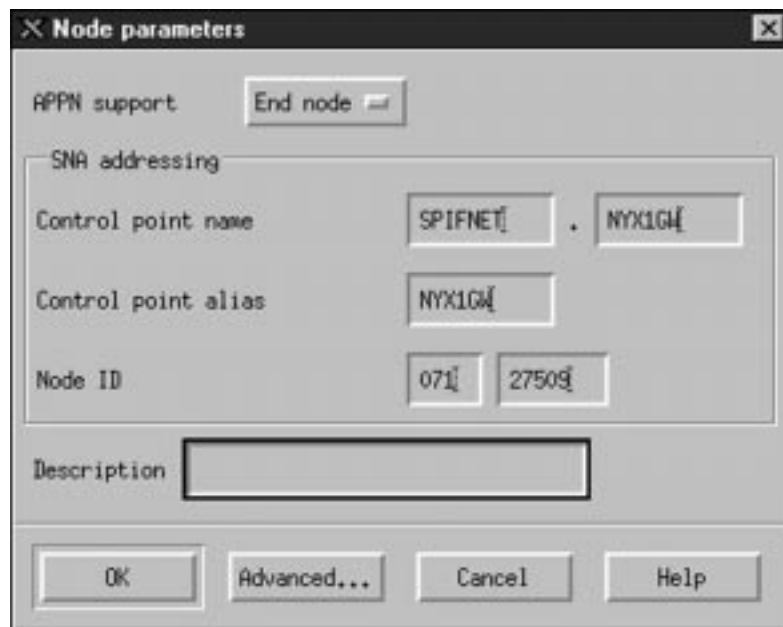 Node parameters
APPN support End node
SNA addressing
Control point name SPIFNET . NYX1GW
Control point alias NYX1GW
Node ID 071 27509
Description
OK Advanced... Cancel Help